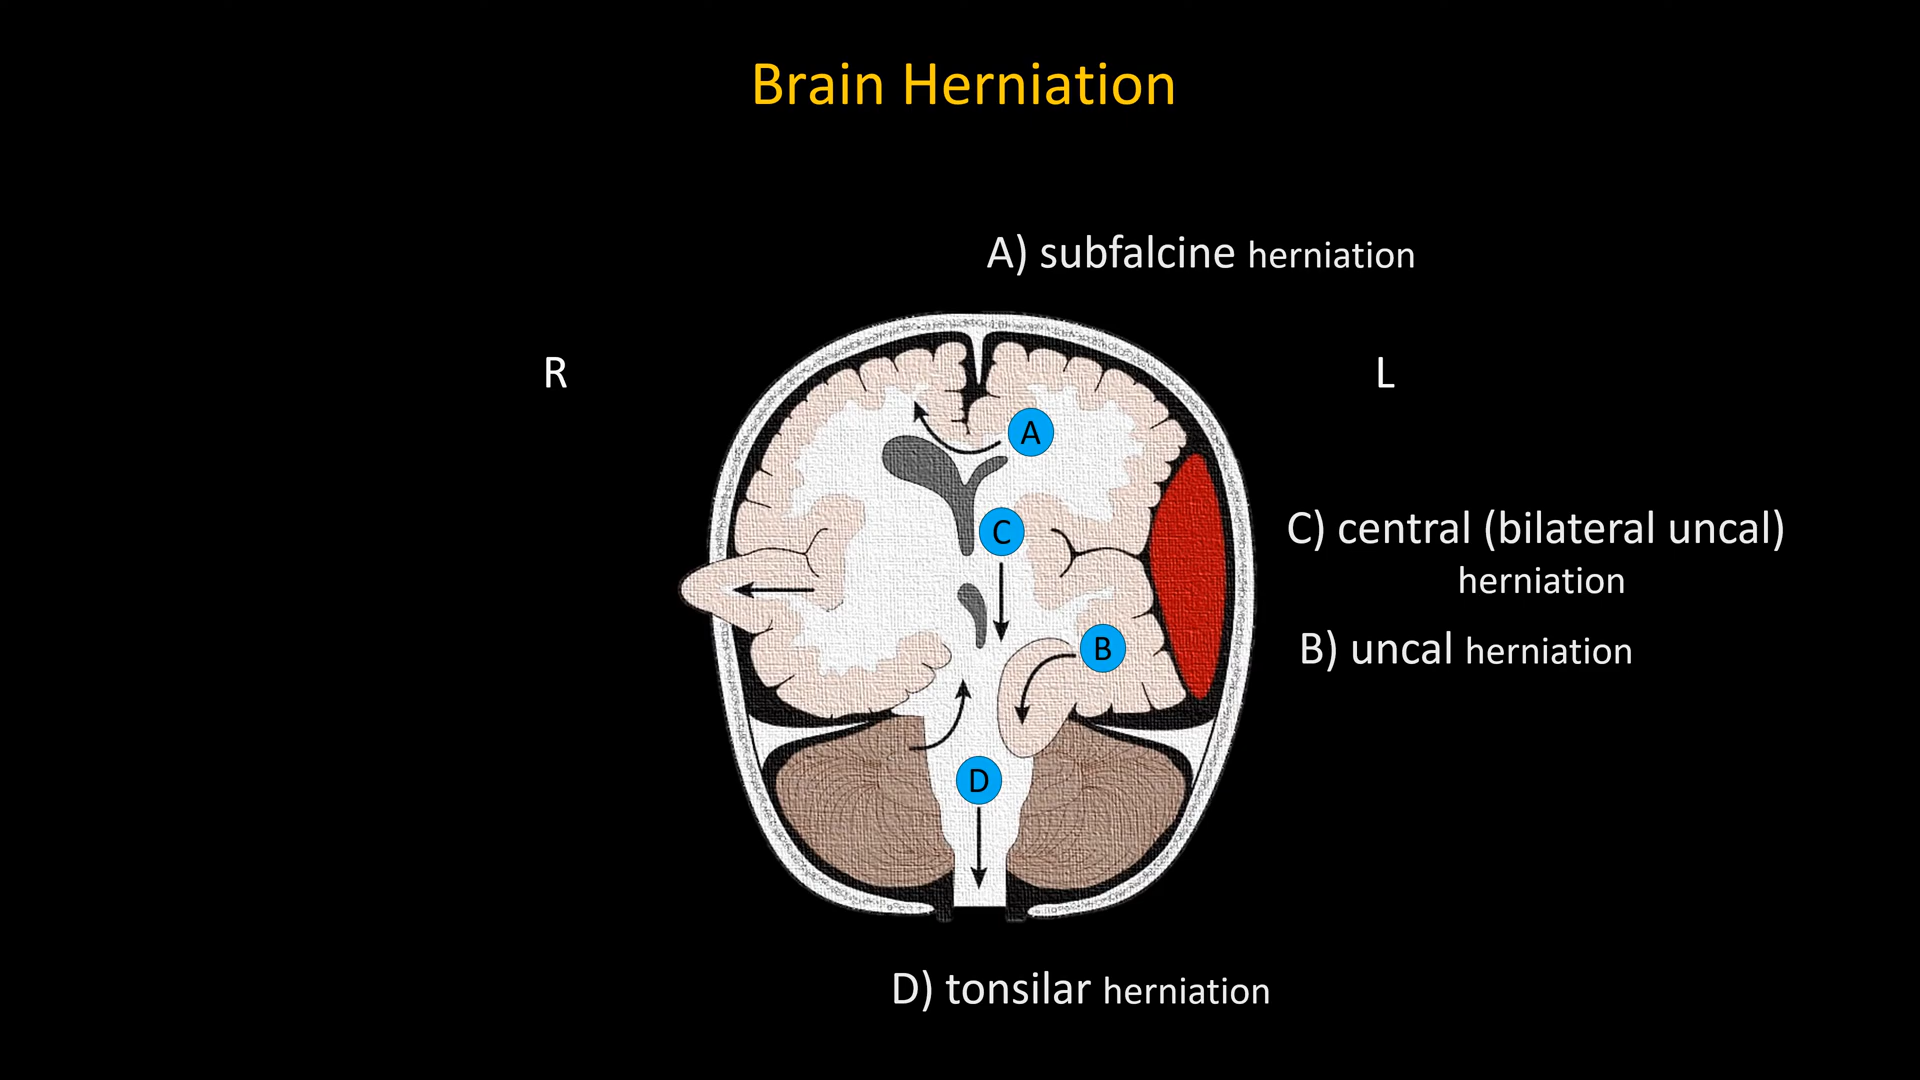 Brain Herniation
A) subfalcine herniation
R
L
A
C
C) central (bilateral uncal)
herniation
B
B) uncal herniation
D
D) tonsilar herniation